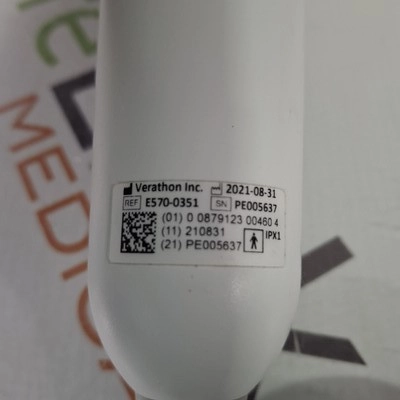 Verathon Inc. 2021-08-31
REF E570-0351 SN PE005637
(01) 0 0879123 00460 4
(11) 210831
(21) PE005637 IPX1
MEDI